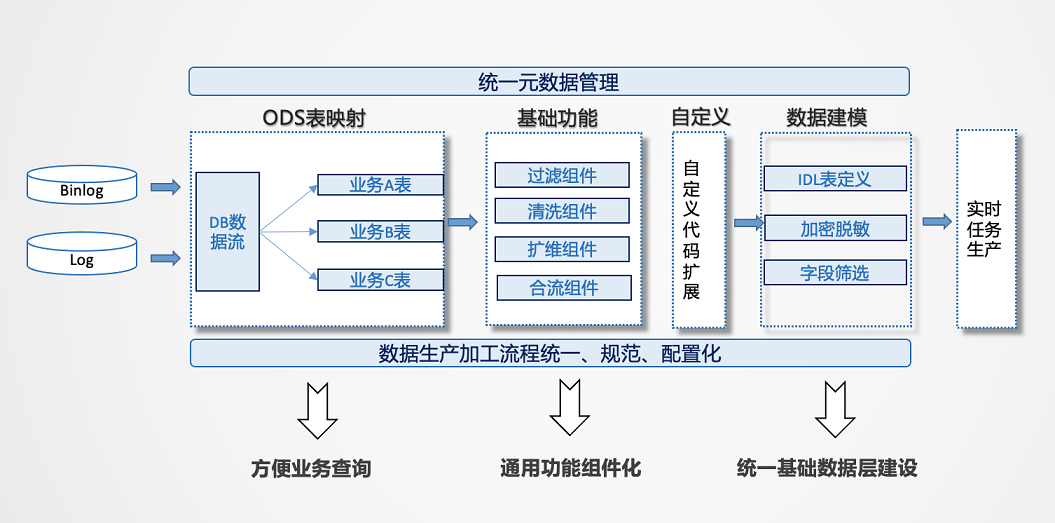 统一元数据管理
ODS表映射
基础功能
自定义
数据建模
Binlog
Log
DB数
据流
业务A表
业务B表
业务C表
过滤组件
清洗组件
扩维组件
合流组件
自
定
义
代
码
扩
展
IDL表定义
加密脱敏
字段筛选
实时
任务
生产
数据生产加工流程统一、规范、配置化
方便业务查询
通用功能组件化
统一基础数据层建设